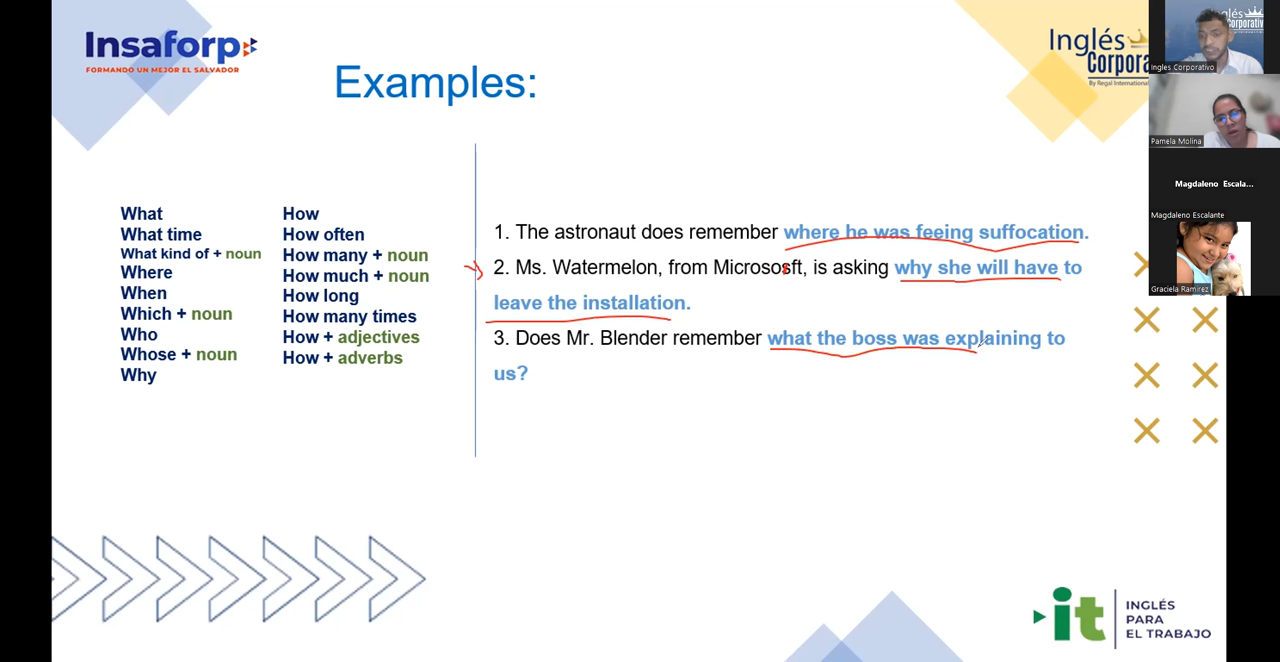 Insaforp
FORMANDO UN MEJOR EL SALVADOR
Examples:
Inglés
Corpora
By Regal International
What
What time
What kind of + noun
Where
When
Which + noun
Who
Whose + noun
Why
How
How often
How many + noun
How much + noun
How long
How many times
How + adjectives
How + adverbs
1. The astronaut does remember where he was feeing suffocation.
2. Ms. Watermelon, from Micrososft, is asking why she will have to
leave the installation.
3. Does Mr. Blender remember what the boss was explaining to
us?
Ingles Corporativo
Pamela Molina
Magdaleno Escala...
Magdaleno Escalante
Graciela Ramirez
it
INGLÉS
PARA
EL TRABAJO